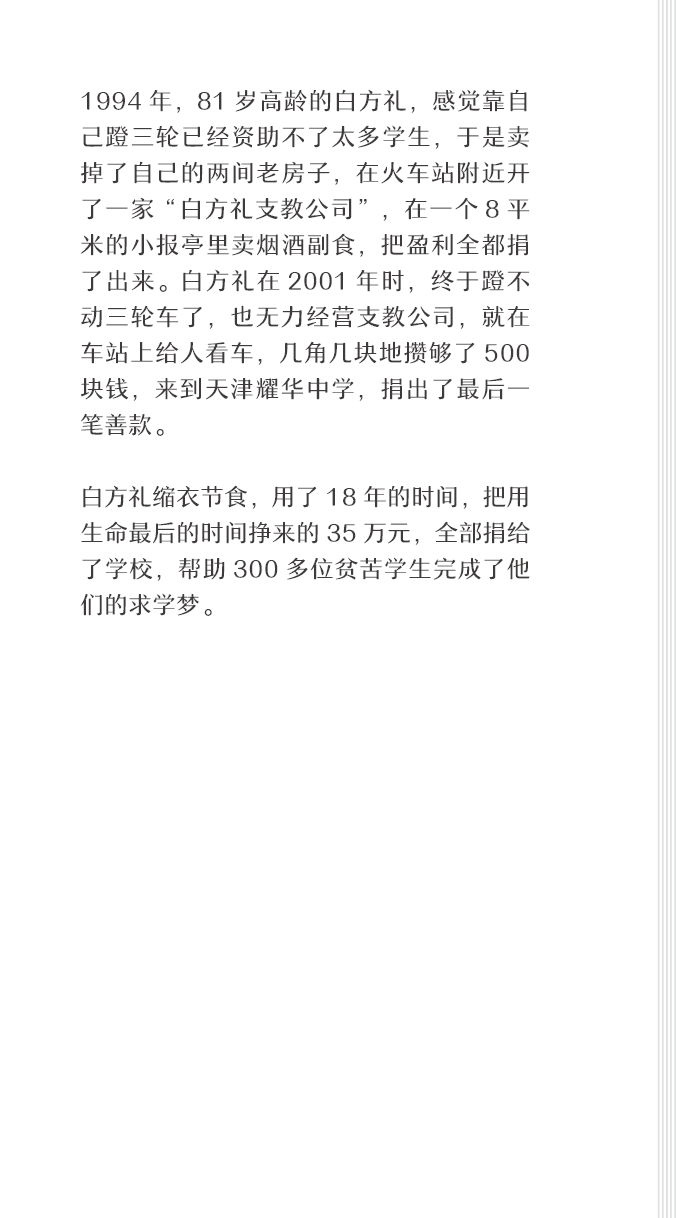 1994 年，81 岁高龄的白方礼，感觉靠自
己蹬三轮已经资助不了太多学生，于是卖
掉了自己的两间老房子，在火车站附近开
了一家“白方礼支教公司”，在一个 8 平
米的小报亭里卖烟酒副食，把盈利全都捐
了出来。白方礼在 2001 年时，终于蹬不
动三轮车了，也无力经营支教公司，就在
车站上给人看车，几角几块地攒够了 500
块钱，来到天津耀华中学，捐出了最后一
笔善款。
白方礼缩衣节食，用了 18 年的时间，把用
生命最后的时间挣来的 35 万元，全部捐给
了学校，帮助 300 多位贫苦学生完成了他
们的求学梦。